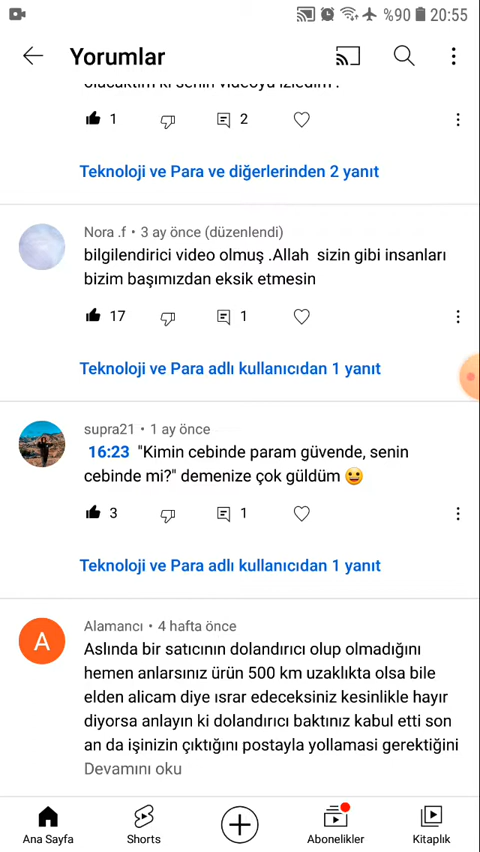 %90 20:55
Yorumlar
olacaktım ki senin videoyu izledim .
1 2
Teknoloji ve Para ve diğerlerinden 2 yanıt
Nora .f • 3 ay önce (düzenlendi)
bilgilendirici video olmuş .Allah sizin gibi insanları
bizim başımızdan eksik etmesin
17 1
Teknoloji ve Para adlı kullanıcıdan 1 yanıt
supra21 • 1 ay önce
16:23 "Kimin cebinde param güvende, senin
cebinde mi?" demenize çok güldüm 😀
3 1
Teknoloji ve Para adlı kullanıcıdan 1 yanıt
A
Alamancı • 4 hafta önce
Aslında bir satıcının dolandırıcı olup olmadığını
hemen anlarsınız ürün 500 km uzaklıkta olsa bile
elden alicam diye ısrar edeceksiniz kesinlikle hayır
diyorsa anlayın ki dolandırıcı baktınız kabul etti son
an da işinizin çıktığını postayla yollamasi gerektiğini
Devamını oku
Ana Sayfa Shorts Abonelikler Kitaplık